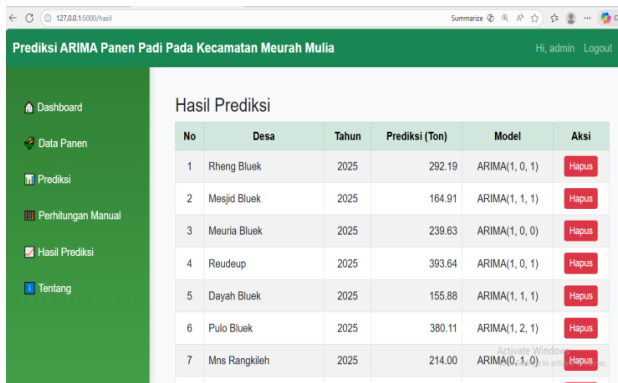 127.0.0.1:5000/hasil
Summarize
Prediksi ARIMA Panen Padi Pada Kecamatan Meurah Mulia
Hi, admin Logout
Dashboard
Data Panen
Prediksi
Perhitungan Manual
Hasil Prediksi
Tentang
Hasil Prediksi
No Desa Tahun Prediksi (Ton) Model Aksi
1 Rheng Bluek 2025 292.19 ARIMA(1, 0, 1) Hapus
2 Mesjid Bluek 2025 164.91 ARIMA(1, 1, 1) Hapus
3 Meuria Bluek 2025 239.63 ARIMA(1, 0, 0) Hapus
4 Reudeup 2025 393.64 ARIMA(1, 0, 1) Hapus
5 Dayah Bluek 2025 155.88 ARIMA(1, 1, 1) Hapus
6 Pulo Bluek 2025 380.11 ARIMA(1, 2, 1) Hapus
7 Mns Rangkileh 2025 214.00 ARIMA(0, 1, 0) Hapus
Activate Windows